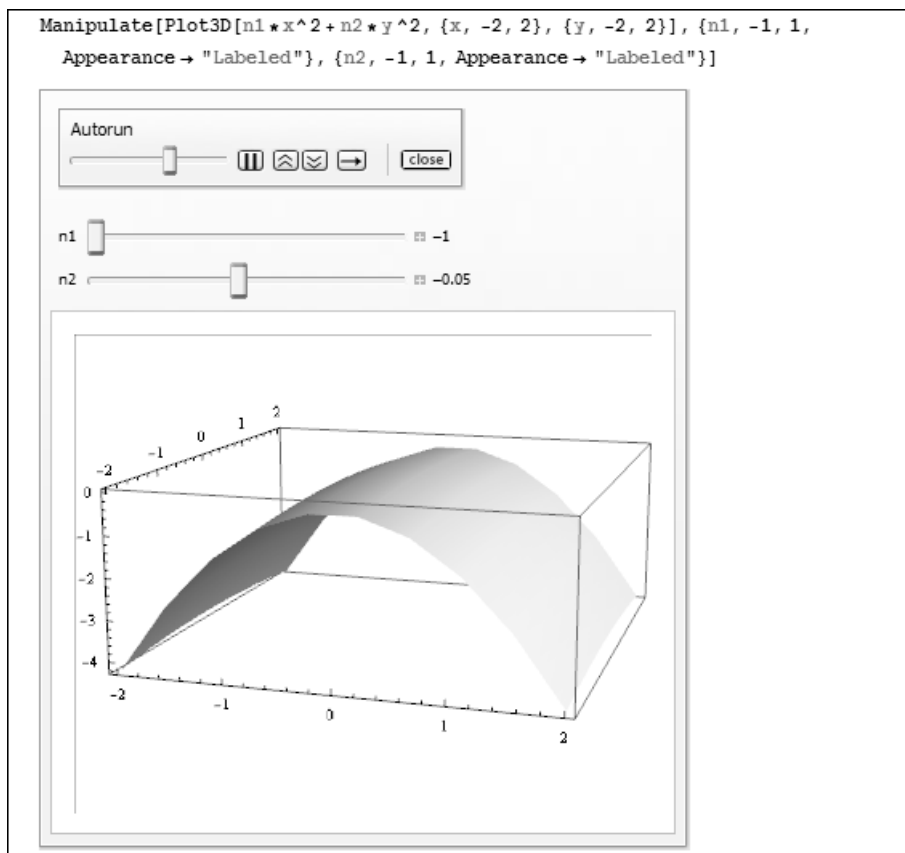 Manipulate[Plot3D[n1*x^2+n2*y^2, {x, -2, 2}, {y, -2, 2}], {n1, -1, 1,
Appearance → "Labeled"}, {n2, -1, 1, Appearance → "Labeled"}]
Autorun
close
n1 -1
n2 -0.05
2
1
0
-1
-2
0
-1
-2
-3
-4
-2
-1
0
1
2